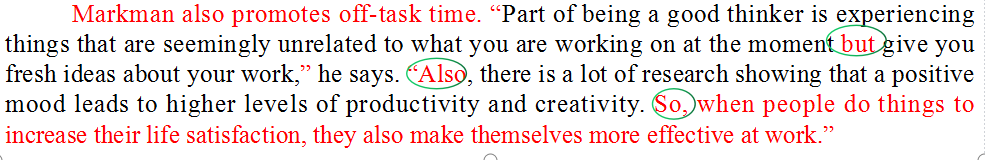 Markman also promotes off-task time. “Part of being a good thinker is experiencing
things that are seemingly unrelated to what you are working on at the moment but give you
fresh ideas about your work,” he says. “Also, there is a lot of research showing that a positive
mood leads to higher levels of productivity and creativity. So, when people do things to
increase their life satisfaction, they also make themselves more effective at work.”